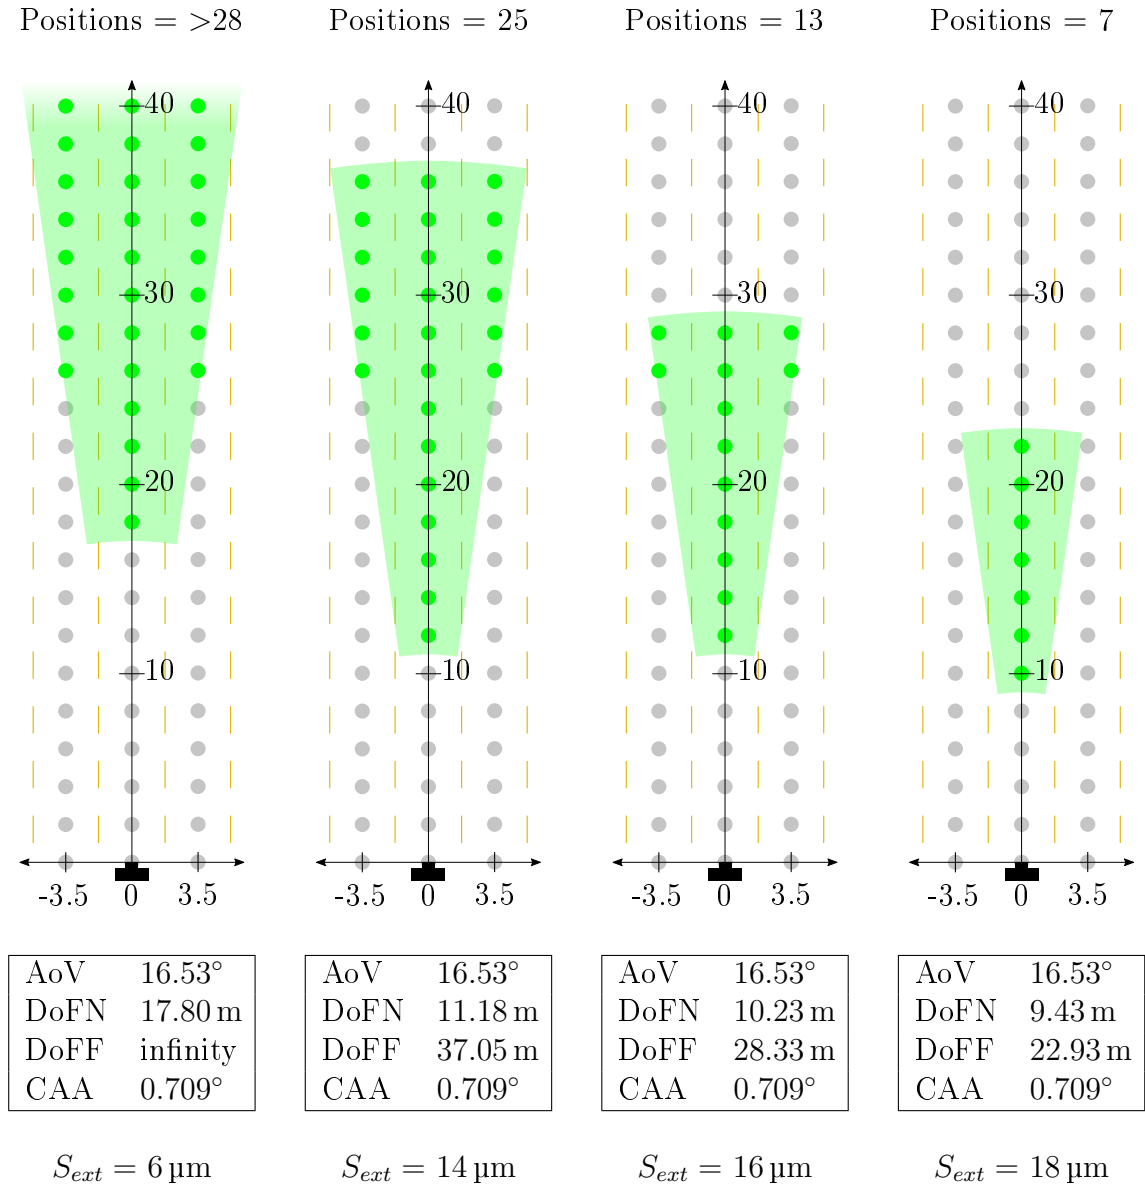 Positions = >28 Positions = 25 Positions = 13 Positions = 7
40 40 40 40
30 30 30 30
20 20 20 20
10 10 10 10
-3.5 0 3.5 -3.5 0 3.5 -3.5 0 3.5 -3.5 0 3.5
AoV 16.53° AoV 16.53° AoV 16.53° AoV 16.53°
DoFN 17.80 m DoFN 11.18 m DoFN 10.23 m DoFN 9.43 m
DoFF infinity DoFF 37.05 m DoFF 28.33 m DoFF 22.93 m
CAA 0.709° CAA 0.709° CAA 0.709° CAA 0.709°
S_ext = 6 µm S_ext = 14 µm S_ext = 16 µm S_ext = 18 µm